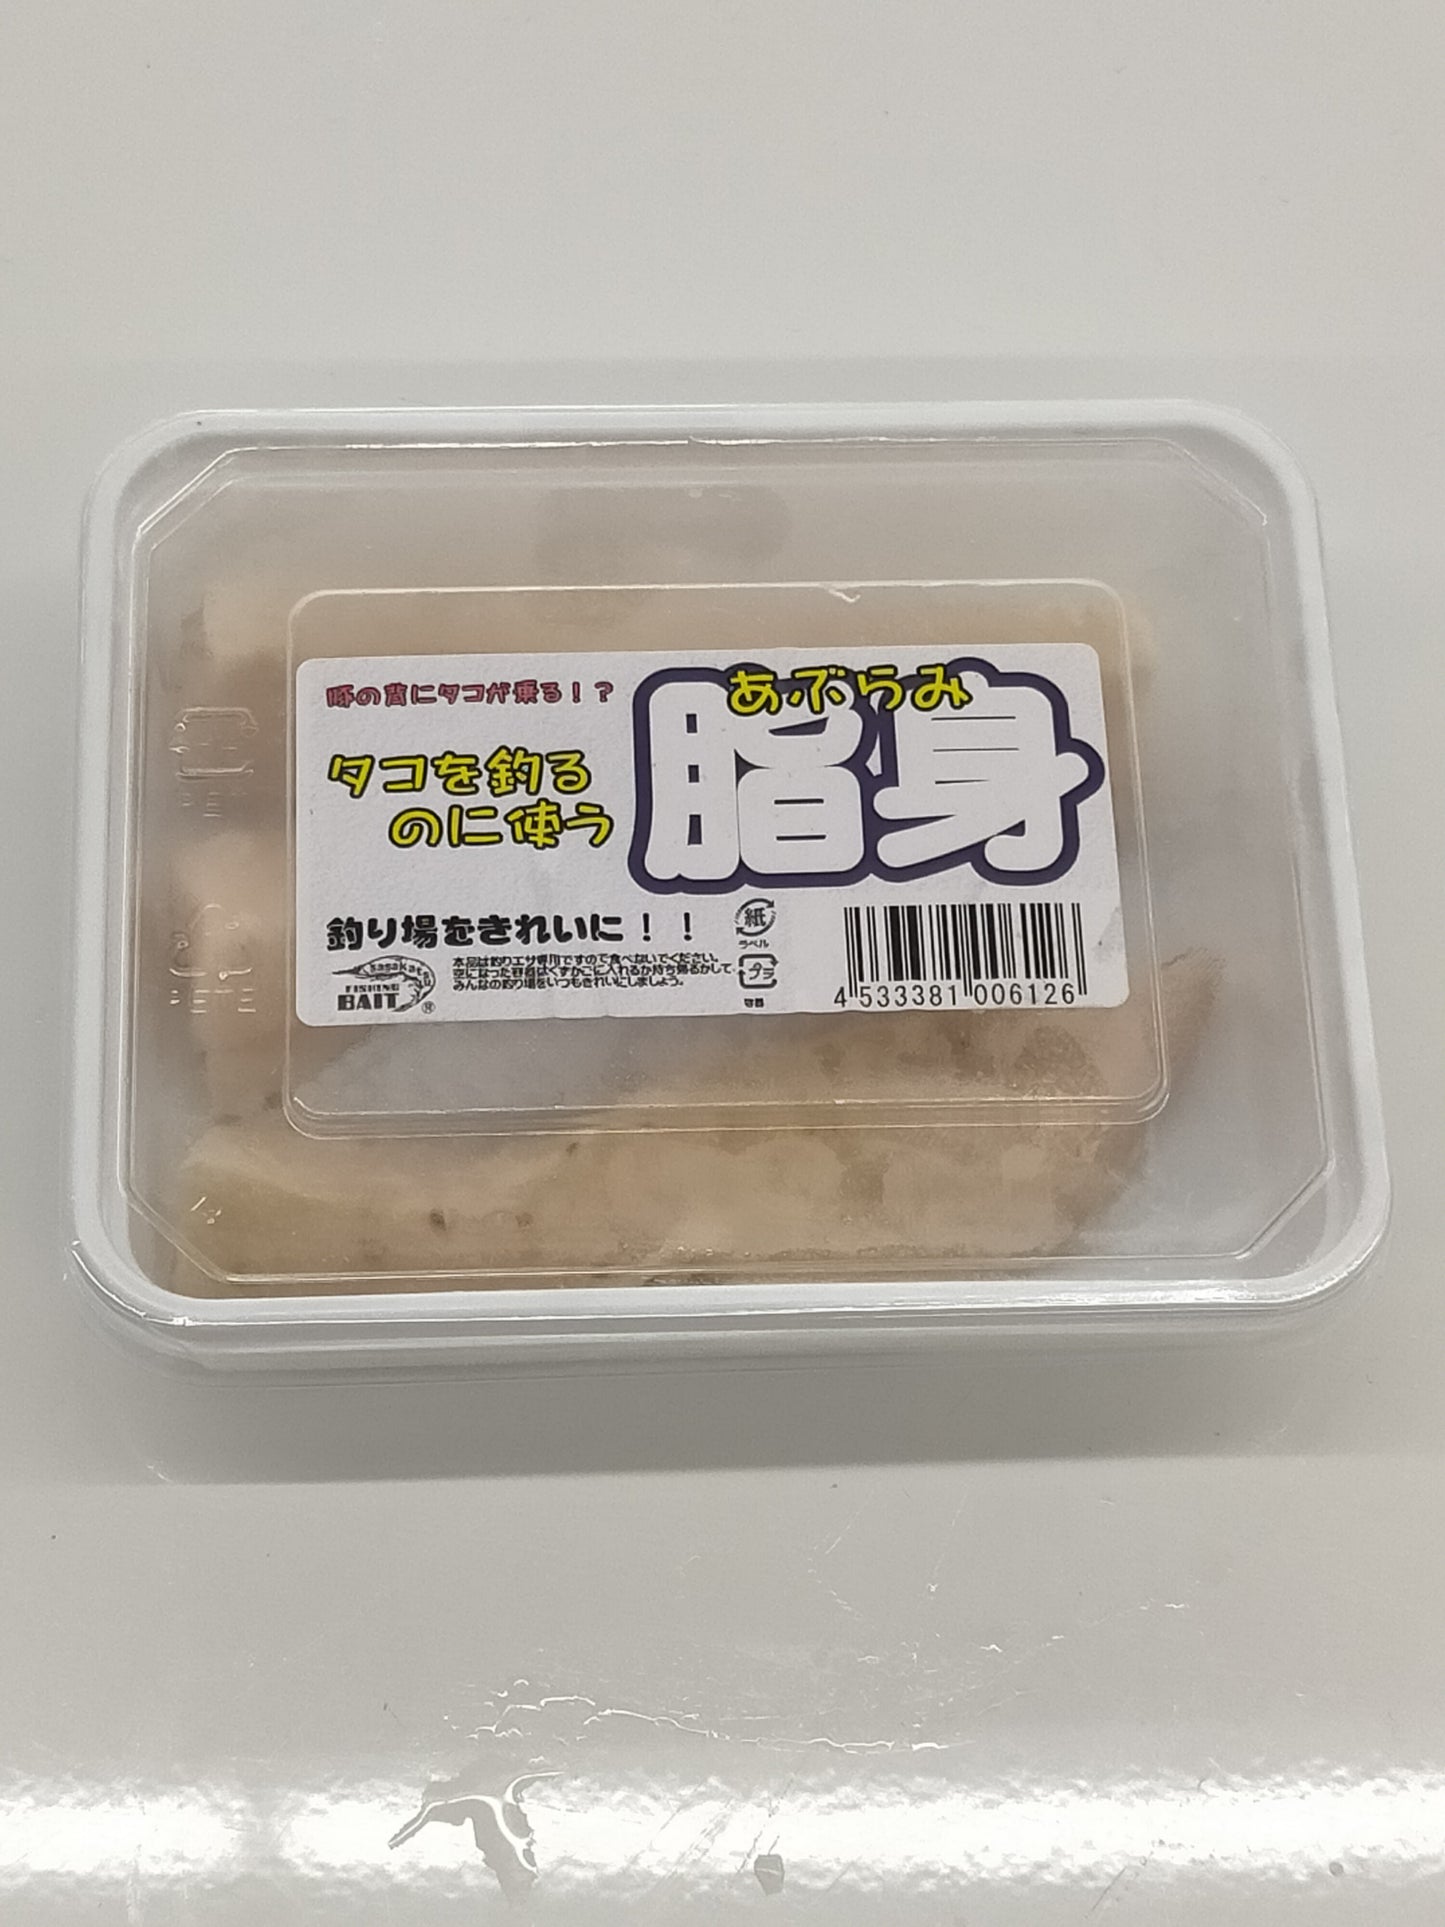 豚の背にタコが乗る！？
あぶらみ
脂身
タコを釣る
のに使う
釣り場をきれいに！！
本品は釣りエサ専用ですので食べないでください。
空になった容器はくずかごに入れるか持ち帰るかして、
みんなの釣り場をいつもきれいにしましょう。
sasakatsu
FISHING
BAIT®
紙
ラベル
プラ
容器
4 533381 006126